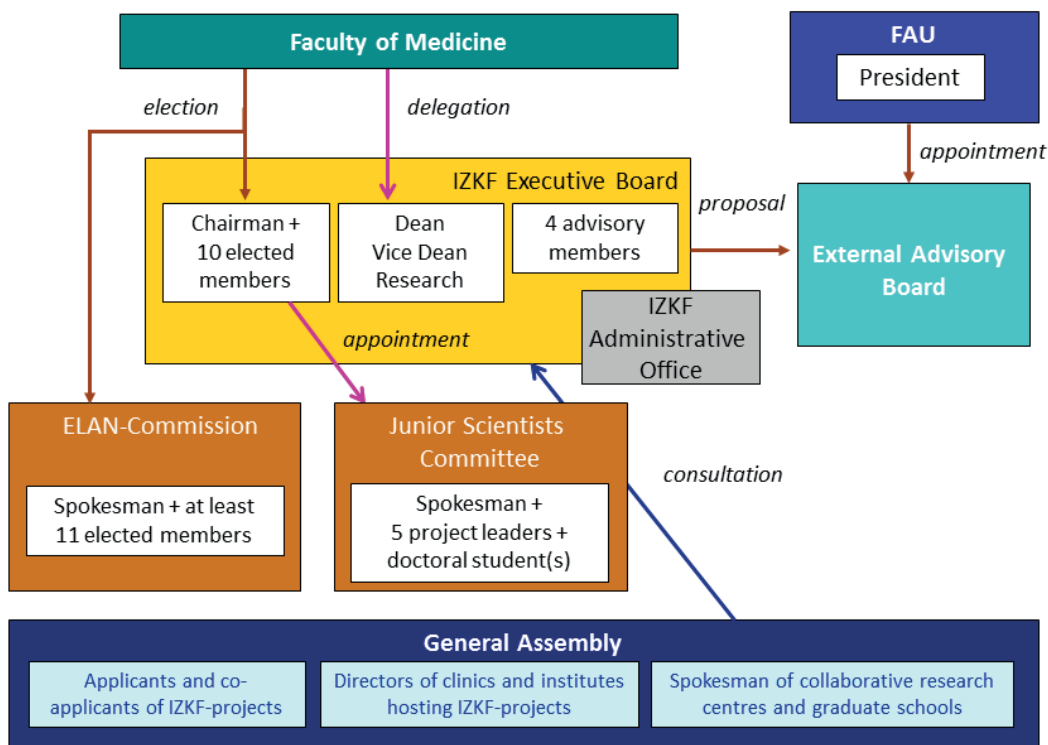 Faculty of Medicine
FAU
President
election
delegation
appointment
IZKF Executive Board
Chairman +
10 elected
members
Dean
Vice Dean
Research
4 advisory
members
proposal
External Advisory
Board
IZKF
Administrative
Office
appointment
ELAN-Commission
Spokesman + at least
11 elected members
Junior Scientists
Committee
Spokesman +
5 project leaders +
doctoral student(s)
consultation
General Assembly
Applicants and co-
applicants of IZKF-projects
Directors of clinics and institutes
hosting IZKF-projects
Spokesman of collaborative research
centres and graduate schools